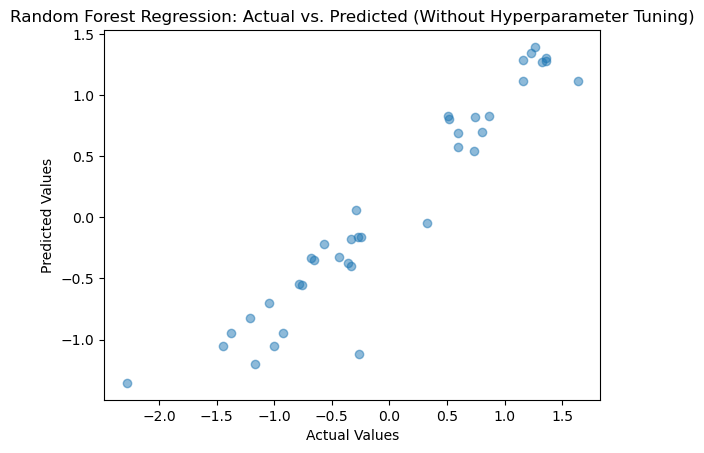 Random Forest Regression: Actual vs. Predicted (Without Hyperparameter Tuning)
1.5
1.0
0.5
0.0
−0.5
−1.0
Predicted Values
−2.0 −1.5 −1.0 −0.5 0.0 0.5 1.0 1.5
Actual Values